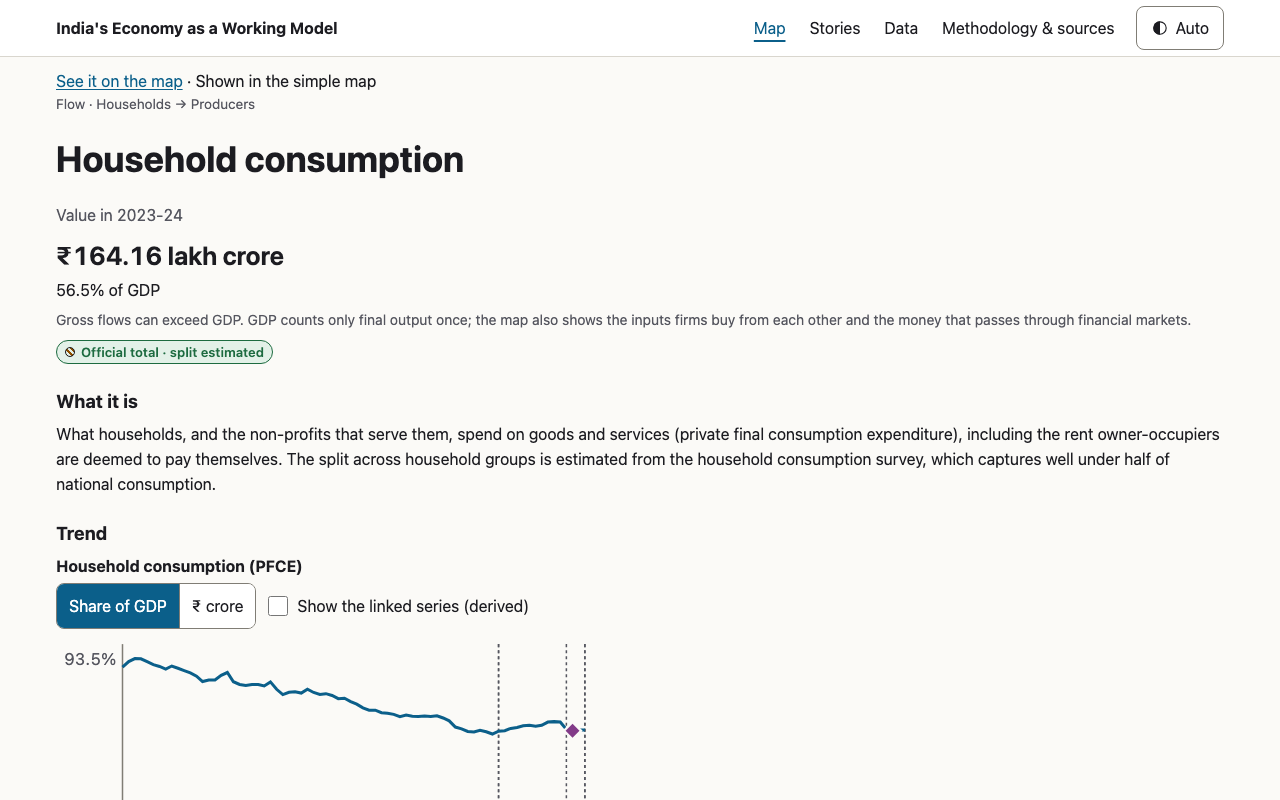 India's Economy as a Working Model
Map
Stories
Data
Methodology & sources
Auto
See it on the map · Shown in the simple map
Flow · Households → Producers
Household consumption
Value in 2023-24
₹164.16 lakh crore
56.5% of GDP
Gross flows can exceed GDP. GDP counts only final output once; the map also shows the inputs firms buy from each other and the money that passes through financial markets.
Official total · split estimated
What it is
What households, and the non-profits that serve them, spend on goods and services (private final consumption expenditure), including the rent owner-occupiers
are deemed to pay themselves. The split across household groups is estimated from the household consumption survey, which captures well under half of
national consumption.
Trend
Household consumption (PFCE)
Share of GDP
₹ crore
Show the linked series (derived)
93.5%